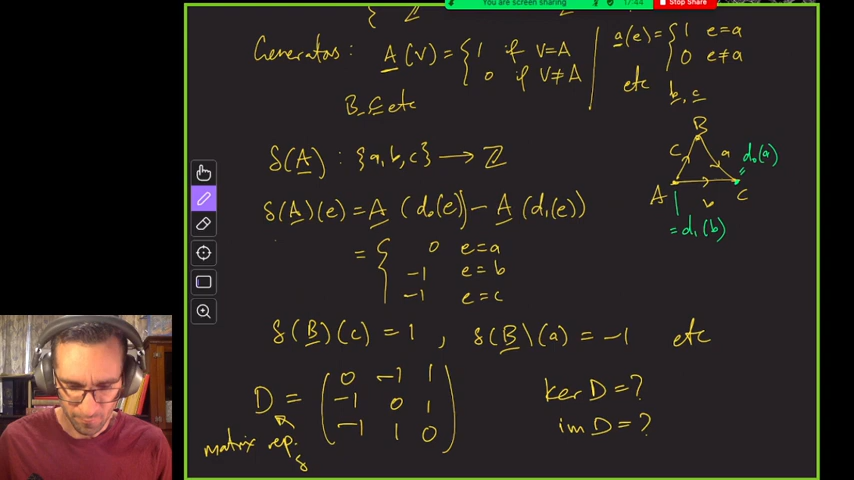 You are screen sharing 17:44 Stop Share
{ ℤ
Generators: A(v) = { 1 if v=A
0 if v≠A
a(e) = { 1 e=a
0 e≠a
B, C etc
etc b, c
B
c a d₀(a)
A b C
= d₁(b)
δ(A) : {a,b,c} → ℤ
δ(A)(e) = A (d₀(e)) − A (d₁(e))
= { 0 e=a
−1 e=b
−1 e=c
δ(B)(c) = 1 , δ(B)(a) = −1 etc
D = ( 0 −1 1
−1 0 1
−1 1 0 )
matrix rep. δ
ker D = ?
im D = ?